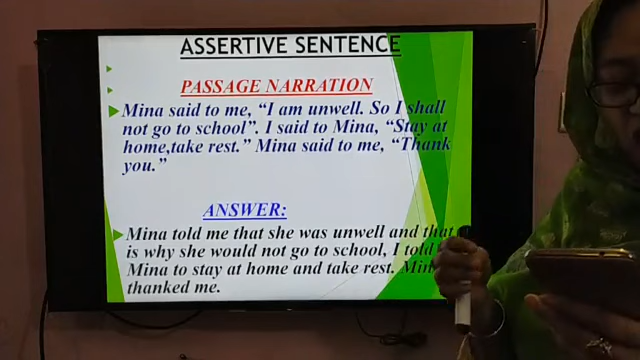 ASSERTIVE SENTENCE
PASSAGE NARRATION
Mina said to me, “I am unwell. So I shall
not go to school”. I said to Mina, “Stay at
home,take rest.” Mina said to me, “Thank
you.”
ANSWER:
Mina told me that she was unwell and that
is why she would not go to school, I told
Mina to stay at home and take rest.
thanked me.